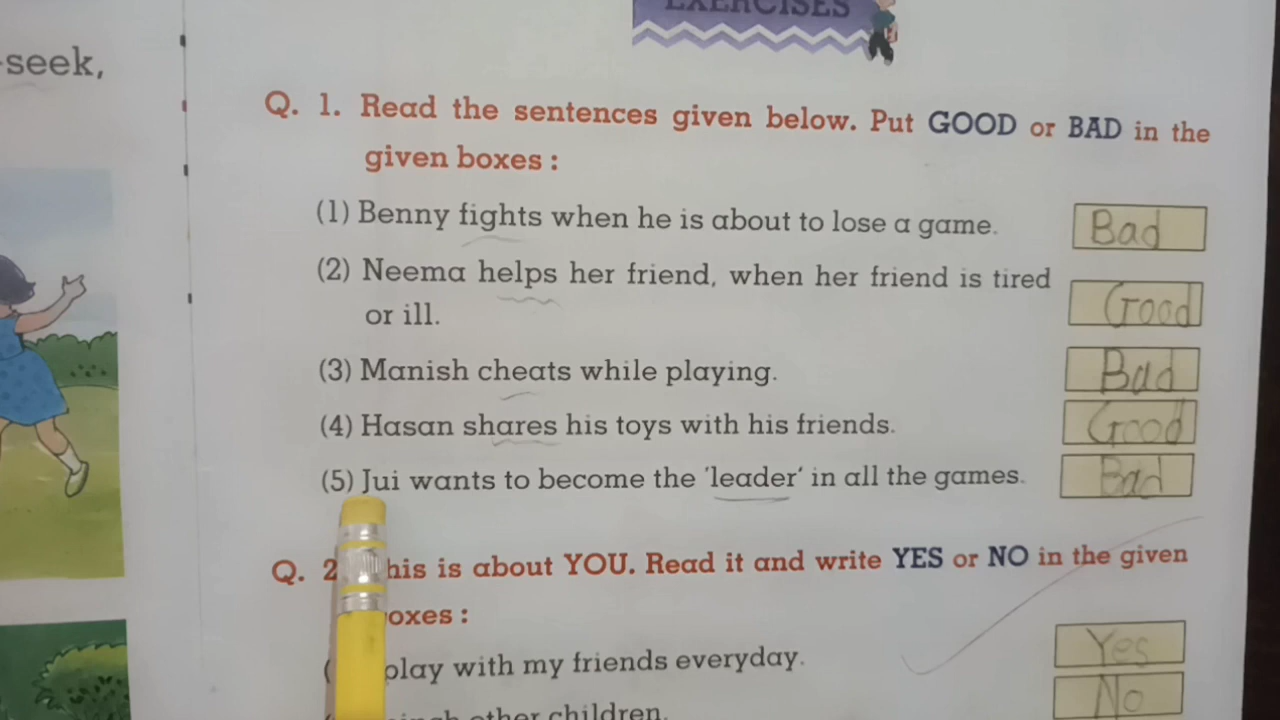 EXERCISES
-seek,
Q. 1. Read the sentences given below. Put GOOD or BAD in the
given boxes :
(1) Benny fights when he is about to lose a game. Bad
(2) Neema helps her friend, when her friend is tired
or ill. Good
(3) Manish cheats while playing. Bad
(4) Hasan shares his toys with his friends. Good
(5) Jui wants to become the 'leader' in all the games. Bad
Q. 2 his is about YOU. Read it and write YES or NO in the given
oxes :
( play with my friends everyday. Yes
other children. No